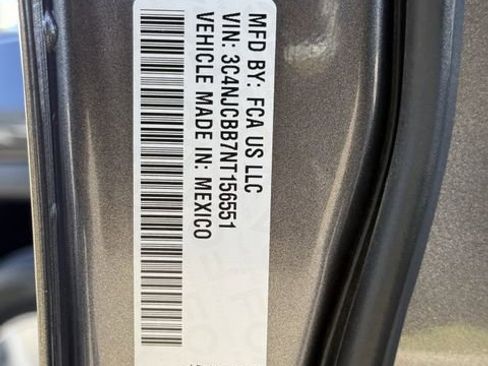 MFD BY: FCA US LLC
VIN: 3C4NJCBB7NT156551
VEHICLE MADE IN: MEXICO